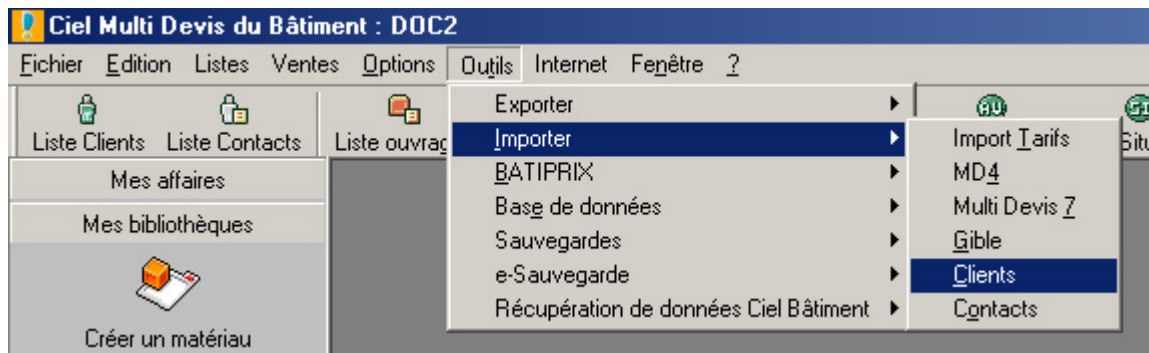 Ciel Multi Devis du Bâtiment : DOC2
Fichier Edition Listes Ventes Options Outils Internet Fenêtre ?
Liste Clients Liste Contacts Liste ouvrag
Mes affaires
Mes bibliothèques
Créer un matériau
Exporter
Importer
BATIPRIX
Base de données
Sauvegardes
e-Sauvegarde
Récupération de données Ciel Bâtiment
AV
Situ
Import Tarifs
MD4
Multi Devis 7
Gible
Clients
Contacts